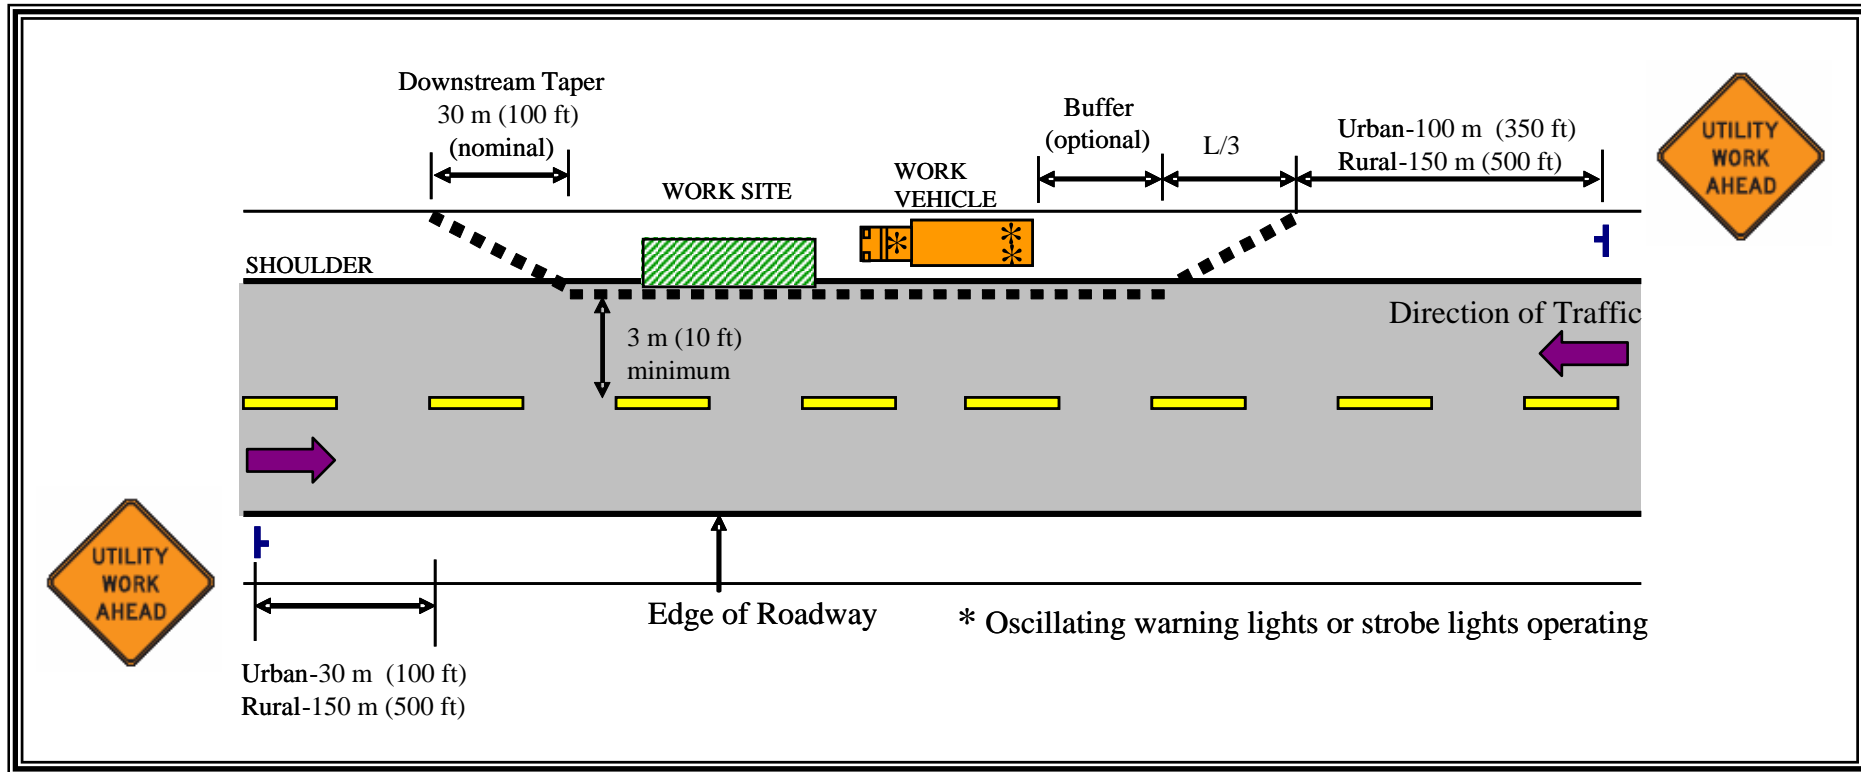 Downstream Taper
30 m (100 ft)
(nominal)
Buffer
(optional)
L/3
Urban-100 m (350 ft)
Rural-150 m (500 ft)
UTILITY
WORK
AHEAD
WORK SITE
WORK
VEHICLE
SHOULDER
Direction of Traffic
3 m (10 ft)
minimum
UTILITY
WORK
AHEAD
Edge of Roadway
* Oscillating warning lights or strobe lights operating
Urban-30 m (100 ft)
Rural-150 m (500 ft)